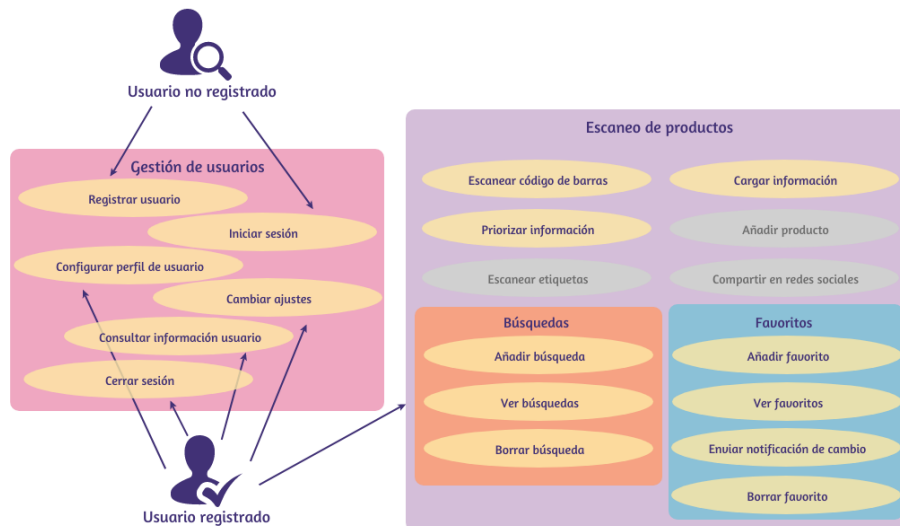 Usuario no registrado
Gestión de usuarios
Registrar usuario
Iniciar sesión
Configurar perfil de usuario
Cambiar ajustes
Consultar información usuario
Cerrar sesión
Usuario registrado
Escaneo de productos
Escanear código de barras
Cargar información
Priorizar información
Añadir producto
Escanear etiquetas
Compartir en redes sociales
Búsquedas
Añadir búsqueda
Ver búsquedas
Borrar búsqueda
Favoritos
Añadir favorito
Ver favoritos
Enviar notificación de cambio
Borrar favorito